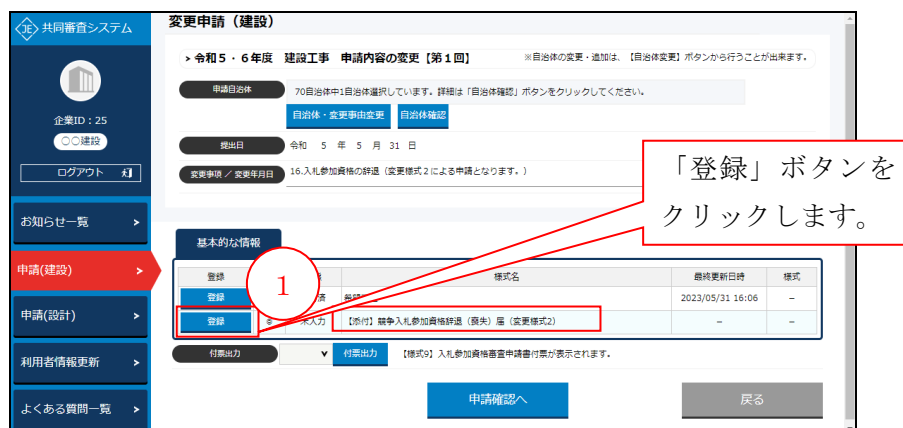 JE 共同審査システム
企業ID：25
〇〇建設
ログアウト
お知らせ一覧 >
申請(建設) >
申請(設計) >
利用者情報更新 >
よくある質問一覧 >
変更申請（建設）
> 令和5・6年度 建設工事 申請内容の変更【第1回】 ※自治体の変更・追加は、【自治体変更】ボタンから行うことが出来ます。
申請自治体 70自治体中1自治体選択しています。詳細は「自治体確認」ボタンをクリックしてください。
自治体・変更事由変更 自治体確認
提出日 令和 5 年 5 月 31 日
変更事項 ／ 変更年月日 16.入札参加資格の辞退（変更様式２による申請となります。）
「登録」ボタンを
クリックします。
基本的な情報
登録 様式名 最終更新日時 様式
1
登録 済 2023/05/31 16:06 －
登録 未入力 【添付】競争入札参加資格辞退（喪失）届（変更様式2） － －
付票出力 付票出力 【様式9】入札参加資格審査申請書付票が表示されます。
申請確認へ 戻る